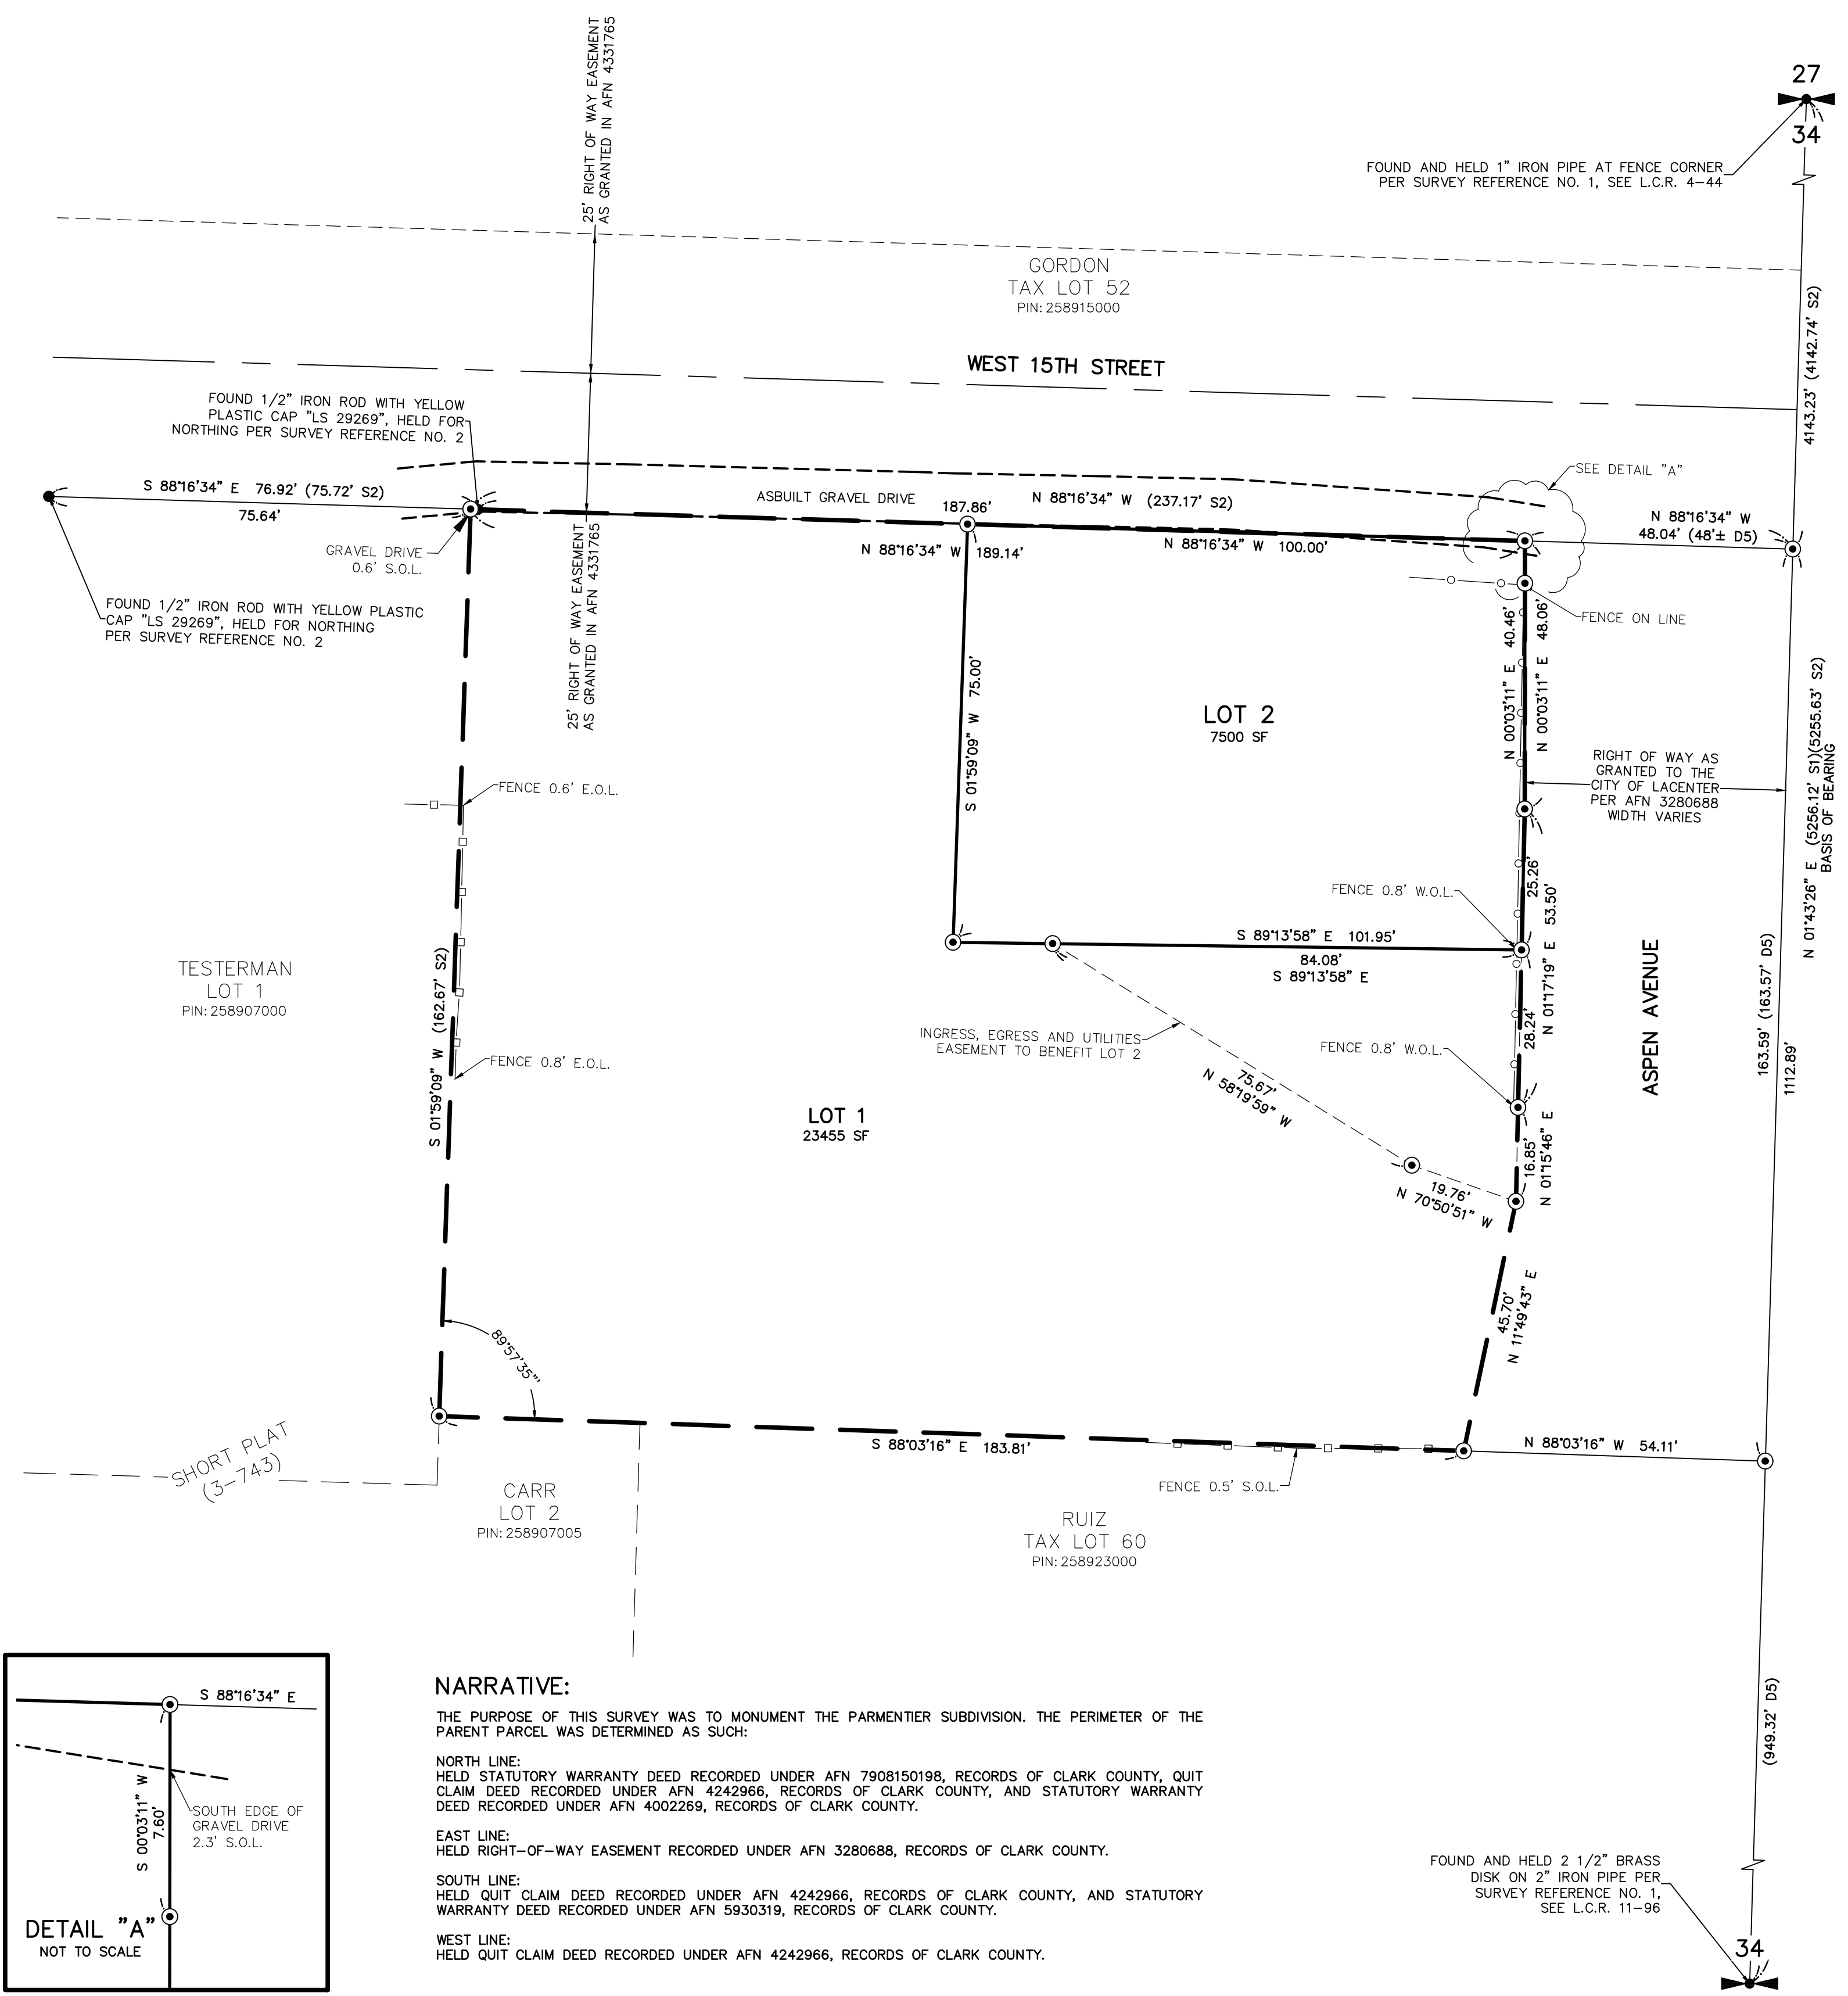 25' RIGHT OF WAY EASEMENT
AS GRANTED IN AFN 4331765
27
34
FOUND AND HELD 1" IRON PIPE AT FENCE CORNER
PER SURVEY REFERENCE NO. 1, SEE L.C.R. 4-44
GORDON
TAX LOT 52
PIN: 258915000
4143.23' (4142.74' S2)
WEST 15TH STREET
FOUND 1/2" IRON ROD WITH YELLOW
PLASTIC CAP "LS 29269", HELD FOR
NORTHING PER SURVEY REFERENCE NO. 2
SEE DETAIL "A"
S 88°16'34" E 76.92' (75.72' S2)
75.64'
ASBUILT GRAVEL DRIVE
187.86'
N 88°16'34" W (237.17' S2)
N 88°16'34" W
48.04' (48'± D5)
N 88°16'34" W 189.14'
N 88°16'34" W 100.00'
GRAVEL DRIVE
0.6' S.O.L.
25' RIGHT OF WAY EASEMENT
AS GRANTED IN AFN 4331765
FOUND 1/2" IRON ROD WITH YELLOW PLASTIC
CAP "LS 29269", HELD FOR NORTHING
PER SURVEY REFERENCE NO. 2
FENCE ON LINE
N 00°03'11" E 40.46'
N 00°03'11" E 48.06'
S 01°59'09" W 75.00'
LOT 2
7500 SF
RIGHT OF WAY AS
GRANTED TO THE
CITY OF LACENTER
PER AFN 3280688
WIDTH VARIES
N 01°43'26" E (5256.12' S1)(5255.63' S2)
BASIS OF BEARING
FENCE 0.6' E.O.L.
FENCE 0.8' W.O.L.
25.26'
N 01°17'19" E 53.50'
S 89°13'58" E 101.95'
84.08'
S 89°13'58" E
TESTERMAN
LOT 1
PIN: 258907000
S 01°59'09" W (162.67' S2)
ASPEN AVENUE
163.59' (163.57' D5)
1112.89'
INGRESS, EGRESS AND UTILITIES
EASEMENT TO BENEFIT LOT 2
FENCE 0.8' W.O.L.
28.24'
FENCE 0.8' E.O.L.
75.67'
N 58°19'59" W
LOT 1
23455 SF
16.85'
N 01°15'46" E
19.76'
N 70°50'51" W
45.70'
N 11°49'43" E
89°57'35"'
S 88°03'16" E 183.81'
N 88°03'16" W 54.11'
SHORT PLAT
(3-743)
FENCE 0.5' S.O.L.
CARR
LOT 2
PIN: 258907005
RUIZ
TAX LOT 60
PIN: 258923000
(949.32' D5)
S 88°16'34" E
S 00°03'11" W
7.60'
SOUTH EDGE OF
GRAVEL DRIVE
2.3' S.O.L.
DETAIL "A"
NOT TO SCALE
NARRATIVE:
THE PURPOSE OF THIS SURVEY WAS TO MONUMENT THE PARMENTIER SUBDIVISION. THE PERIMETER OF THE
PARENT PARCEL WAS DETERMINED AS SUCH:
NORTH LINE:
HELD STATUTORY WARRANTY DEED RECORDED UNDER AFN 7908150198, RECORDS OF CLARK COUNTY, QUIT
CLAIM DEED RECORDED UNDER AFN 4242966, RECORDS OF CLARK COUNTY, AND STATUTORY WARRANTY
DEED RECORDED UNDER AFN 4002269, RECORDS OF CLARK COUNTY.
EAST LINE:
HELD RIGHT-OF-WAY EASEMENT RECORDED UNDER AFN 3280688, RECORDS OF CLARK COUNTY.
SOUTH LINE:
HELD QUIT CLAIM DEED RECORDED UNDER AFN 4242966, RECORDS OF CLARK COUNTY, AND STATUTORY
WARRANTY DEED RECORDED UNDER AFN 5930319, RECORDS OF CLARK COUNTY.
WEST LINE:
HELD QUIT CLAIM DEED RECORDED UNDER AFN 4242966, RECORDS OF CLARK COUNTY.
FOUND AND HELD 2 1/2" BRASS
DISK ON 2" IRON PIPE PER
SURVEY REFERENCE NO. 1,
SEE L.C.R. 11-96
34